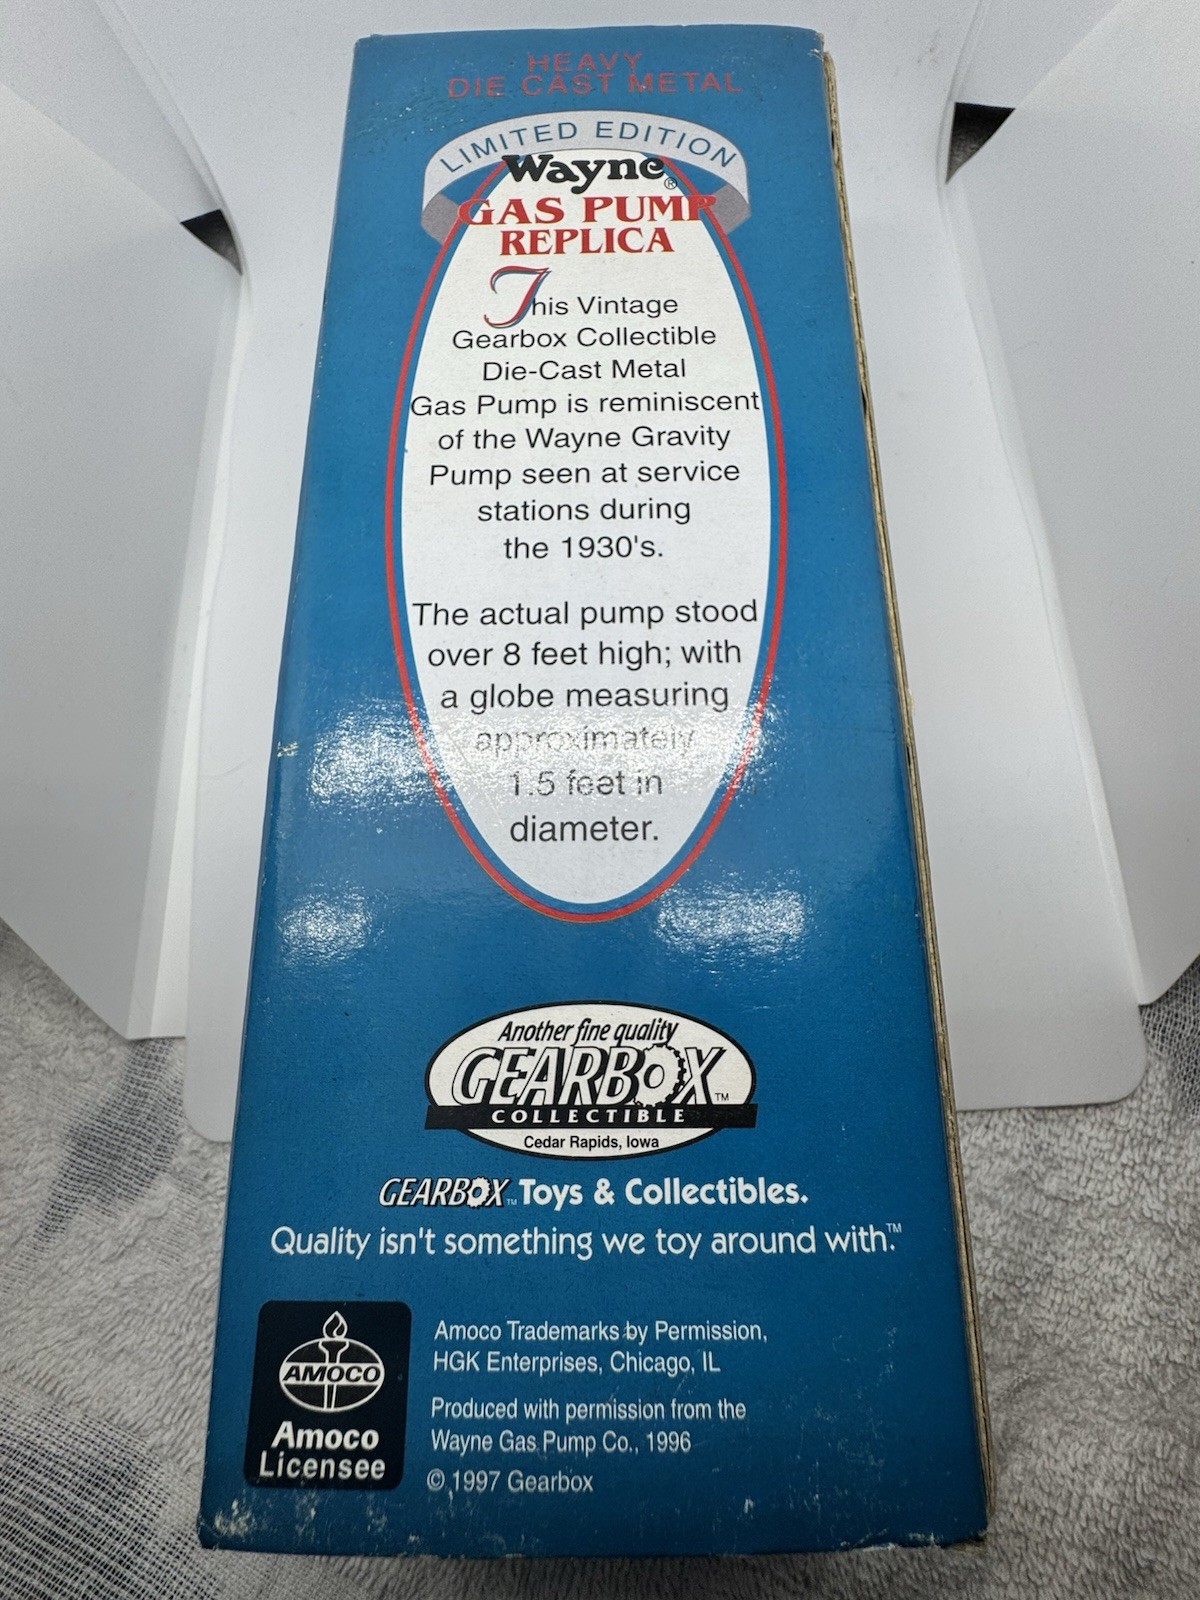 HEAVY
DIE CAST METAL
LIMITED EDITION
Wayne®
GAS PUMP
REPLICA
This Vintage
Gearbox Collectible
Die-Cast Metal
Gas Pump is reminiscent
of the Wayne Gravity
Pump seen at service
stations during
the 1930's.
The actual pump stood
over 8 feet high; with
a globe measuring
approximately
1.5 feet in
diameter.
Another fine quality
GEARBOX™
COLLECTIBLE
Cedar Rapids, Iowa
GEARBOX™ Toys & Collectibles.
Quality isn't something we toy around with.™
AMOCO
Amoco
Licensee
Amoco Trademarks by Permission,
HGK Enterprises, Chicago, IL
Produced with permission from the
Wayne Gas Pump Co., 1996
© 1997 Gearbox